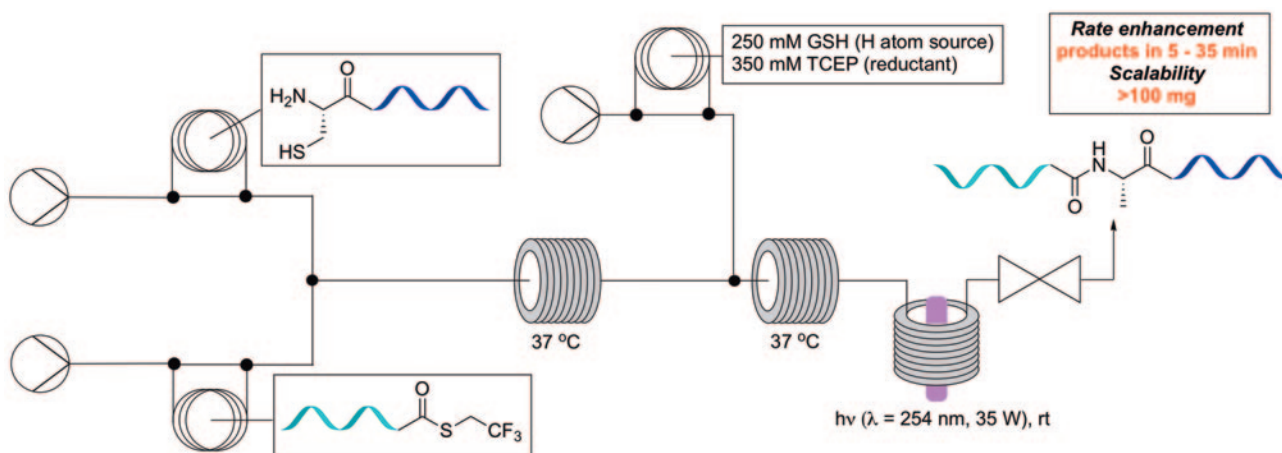 250 mM GSH (H atom source)
350 mM TCEP (reductant)
Rate enhancement
products in 5 - 35 min
Scalability
>100 mg
H₂N
O
HS
H
N
O
O
37 ºC
37 ºC
O
S
CF₃
hν (λ = 254 nm, 35 W), rt